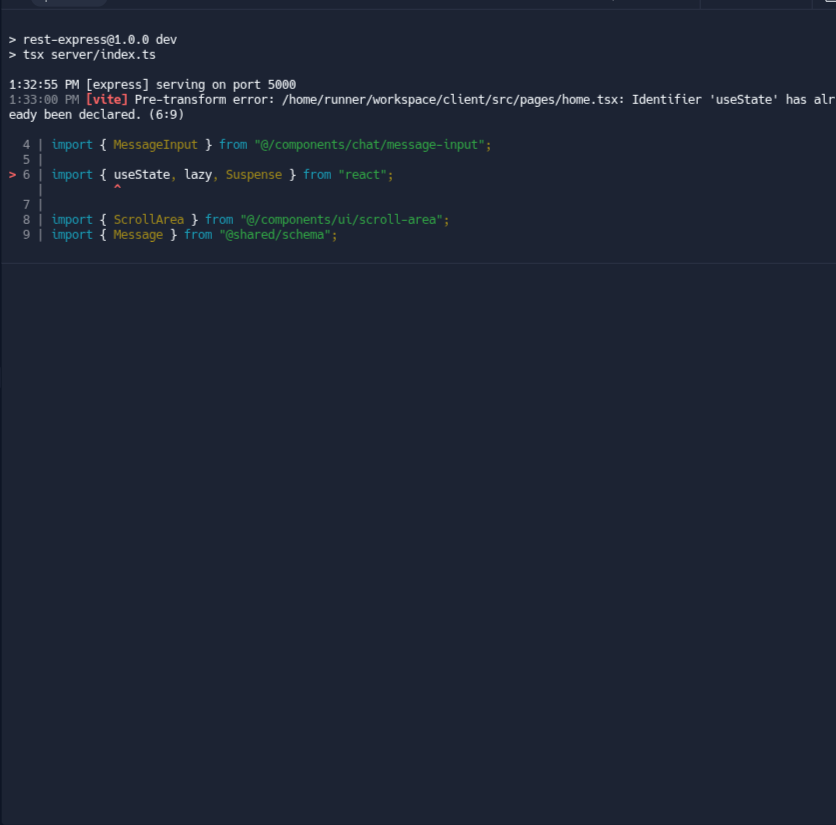 > rest-express@1.0.0 dev
> tsx server/index.ts
1:32:55 PM [express] serving on port 5000
1:33:00 PM [vite] Pre-transform error: /home/runner/workspace/client/src/pages/home.tsx: Identifier 'useState' has alr
eady been declared. (6:9)
4 | import { MessageInput } from "@/components/chat/message-input";
5 |
> 6 | import { useState, lazy, Suspense } from "react";
| ^
7 |
8 | import { ScrollArea } from "@/components/ui/scroll-area";
9 | import { Message } from "@shared/schema";